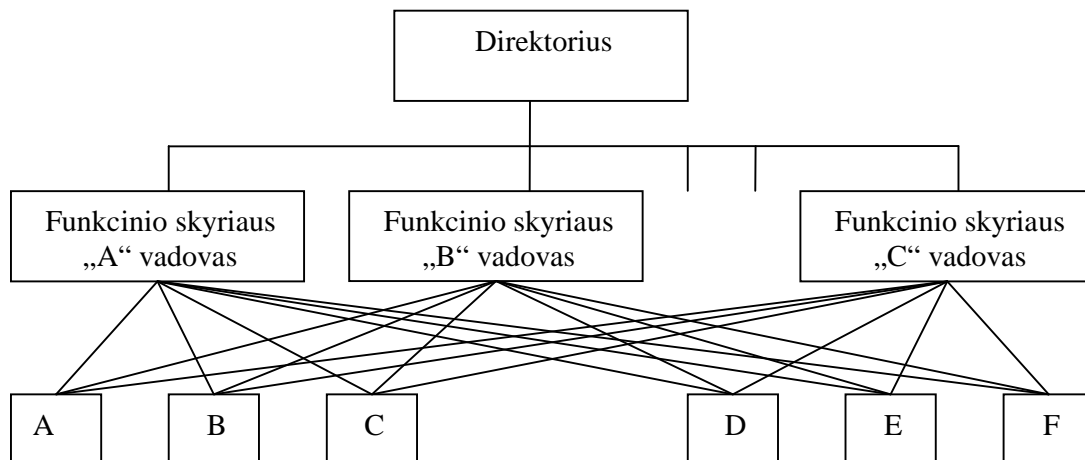 Direktorius
Funkcinio skyriaus
„A“ vadovas
Funkcinio skyriaus
„B“ vadovas
Funkcinio skyriaus
„C“ vadovas
A
B
C
D
E
F